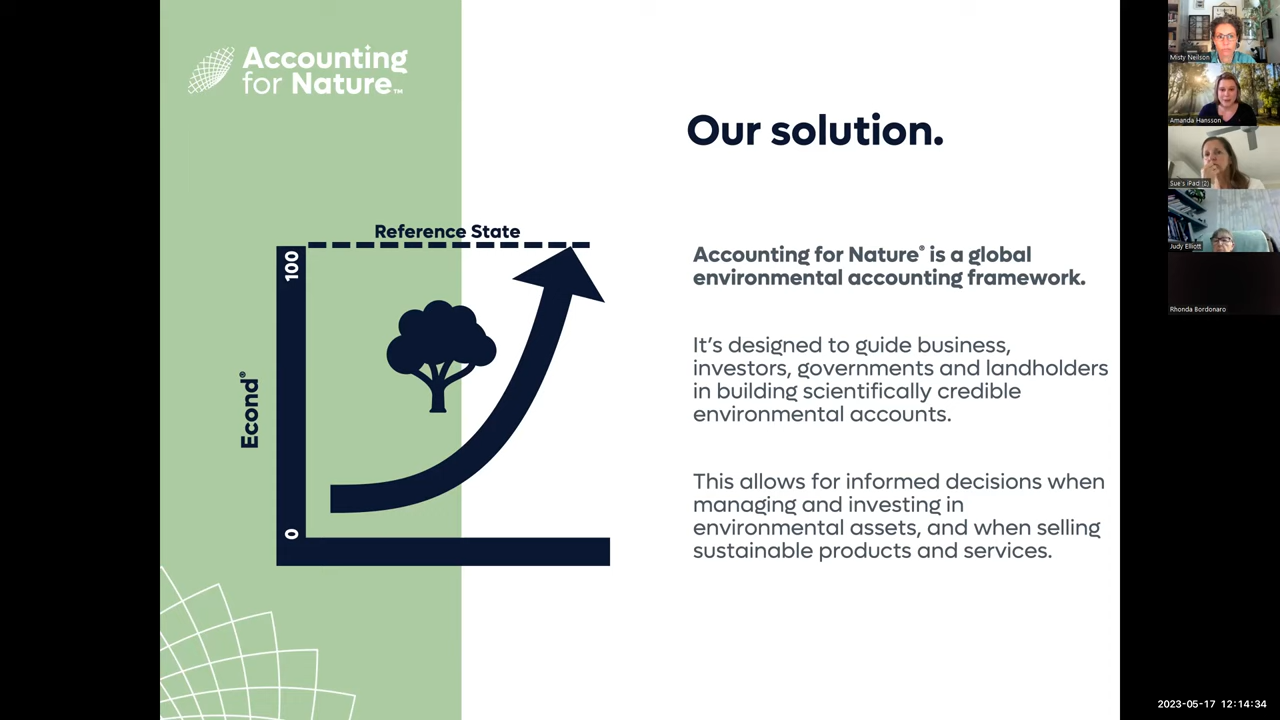 Accounting
for Nature™
Our solution.
Reference State
100
Econd®
0
Accounting for Nature® is a global
environmental accounting framework.
It's designed to guide business,
investors, governments and landholders
in building scientifically credible
environmental accounts.
This allows for informed decisions when
managing and investing in
environmental assets, and when selling
sustainable products and services.
Misty Neilson
Amanda Hansson
Sue's iPad (2)
Judy Elliott
Rhonda Bordonaro
2023-05-17 12:14:34